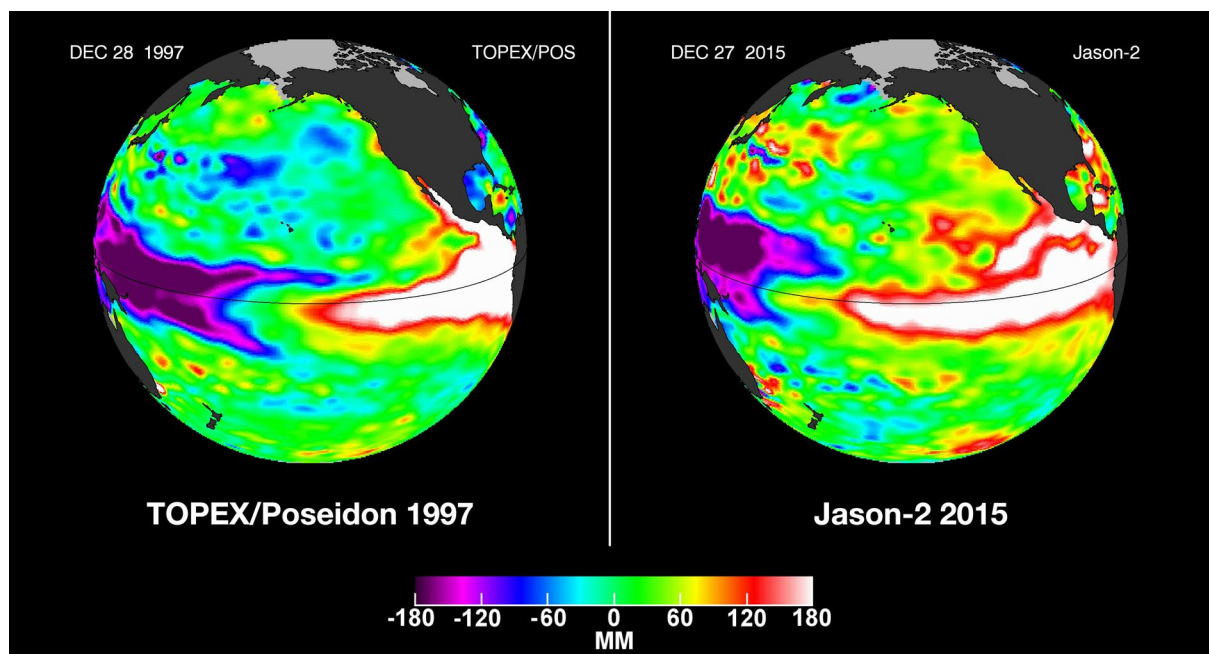 DEC 28 1997
TOPEX/POS
TOPEX/Poseidon 1997
DEC 27 2015
Jason-2
Jason-2 2015
-180 -120 -60 0 60 120 180
MM